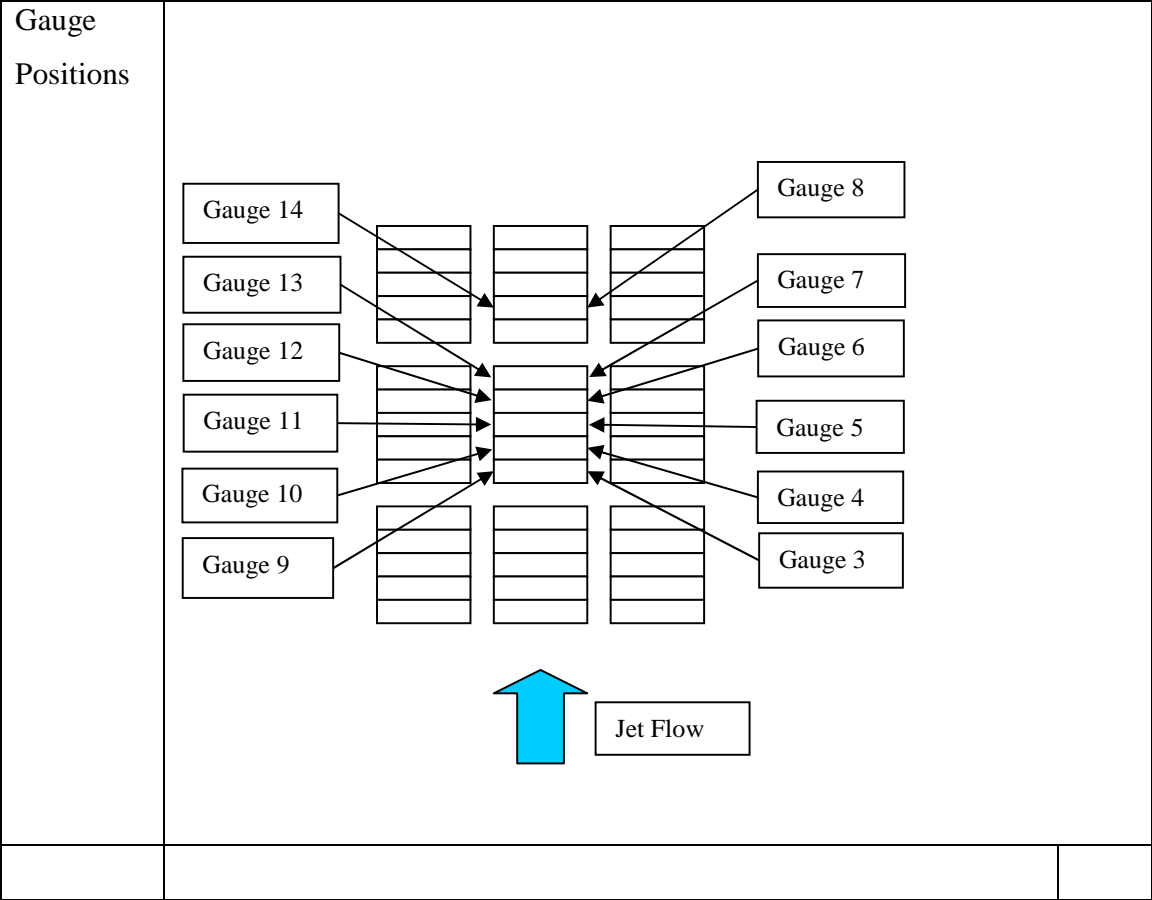 Gauge
Positions
Gauge 14
Gauge 13
Gauge 12
Gauge 11
Gauge 10
Gauge 9
Gauge 8
Gauge 7
Gauge 6
Gauge 5
Gauge 4
Gauge 3
Jet Flow